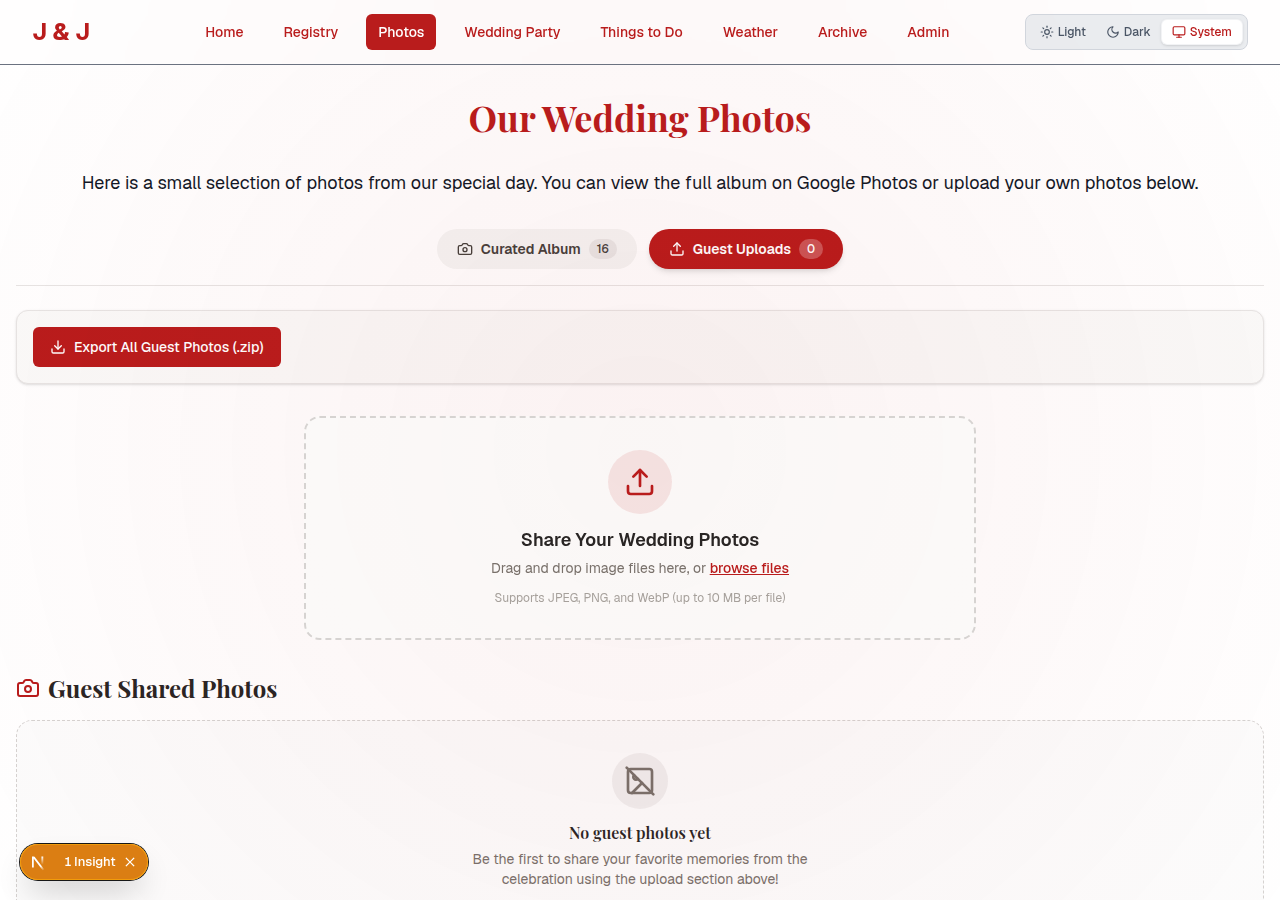 J & J
Home
Registry
Photos
Wedding Party
Things to Do
Weather
Archive
Admin
Light
Dark
System
Our Wedding Photos
Here is a small selection of photos from our special day. You can view the full album on Google Photos or upload your own photos below.
Curated Album 16
Guest Uploads 0
Export All Guest Photos (.zip)
Share Your Wedding Photos
Drag and drop image files here, or browse files
Supports JPEG, PNG, and WebP (up to 10 MB per file)
Guest Shared Photos
No guest photos yet
Be the first to share your favorite memories from the
celebration using the upload section above!
N
1 Insight